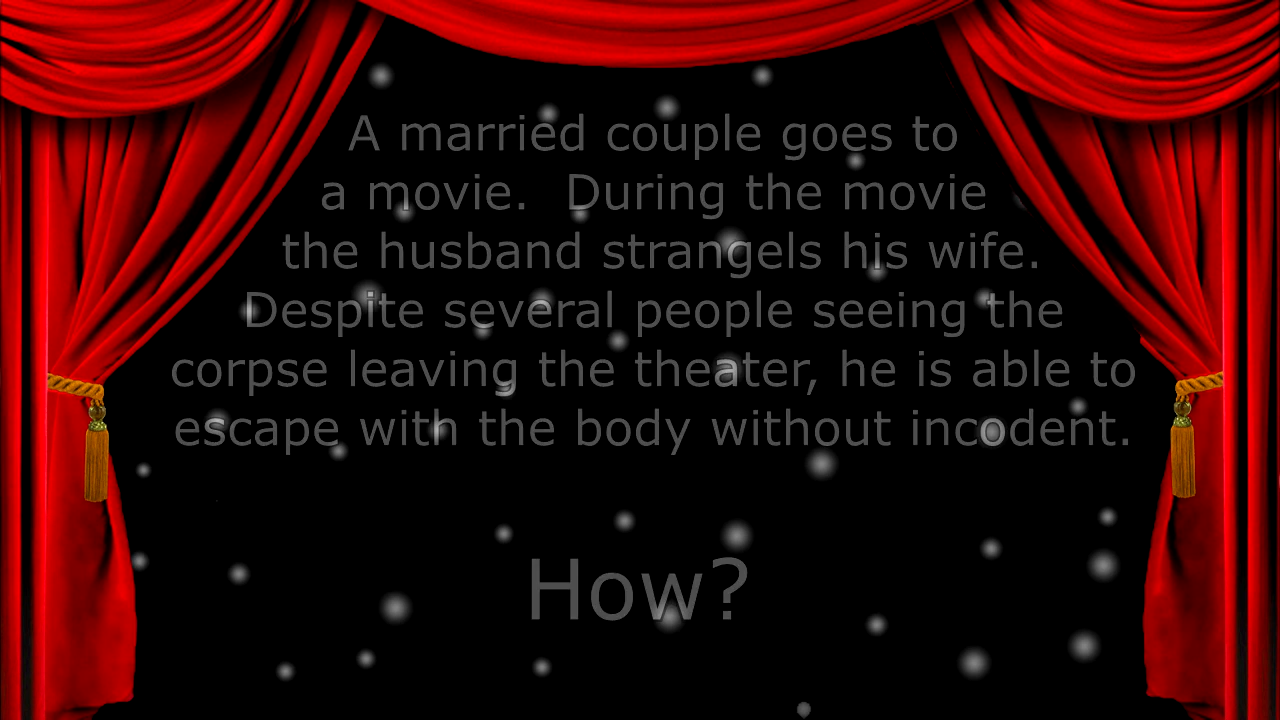 A married couple goes to
a movie. During the movie
the husband strangels his wife.
Despite several people seeing the
corpse leaving the theater, he is able to
escape with the body without incodent.
How?